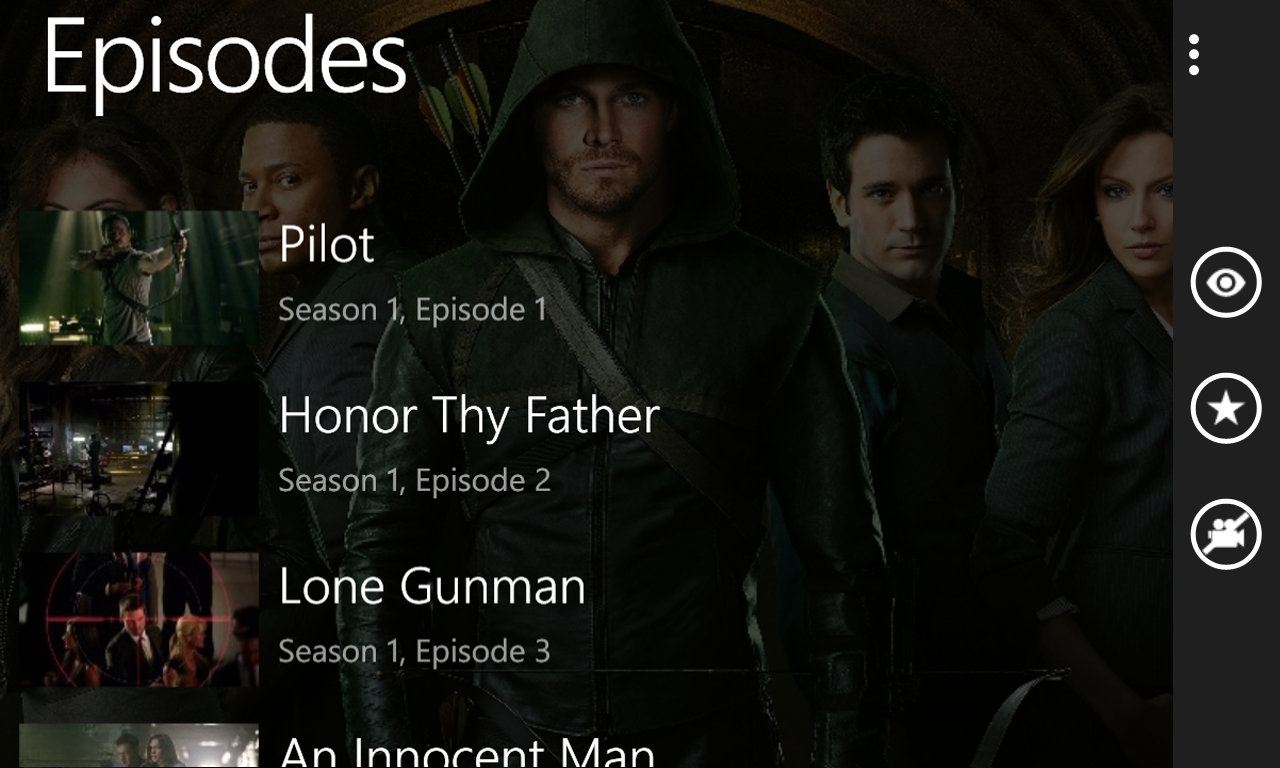 Episodes
Pilot
Season 1, Episode 1
Honor Thy Father
Season 1, Episode 2
Lone Gunman
Season 1, Episode 3
An Innocent Man